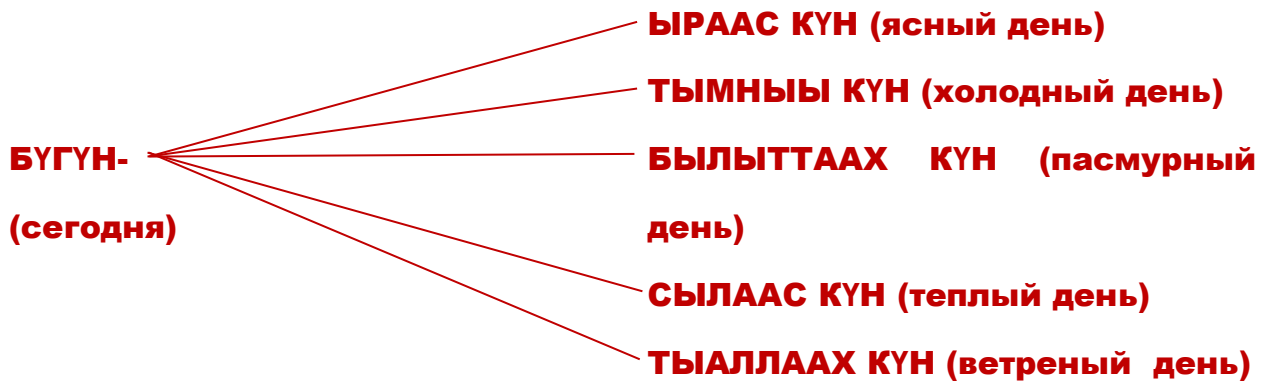 ЫРААС КҮН (ясный день)
ТЫМНЫЫ КҮН (холодный день)
БҮГҮН-
(сегодня)
БЫЛЫТТААХ КҮН (пасмурный
день)
СЫЛААС КҮН (теплый день)
ТЫАЛЛААХ КҮН (ветреный день)